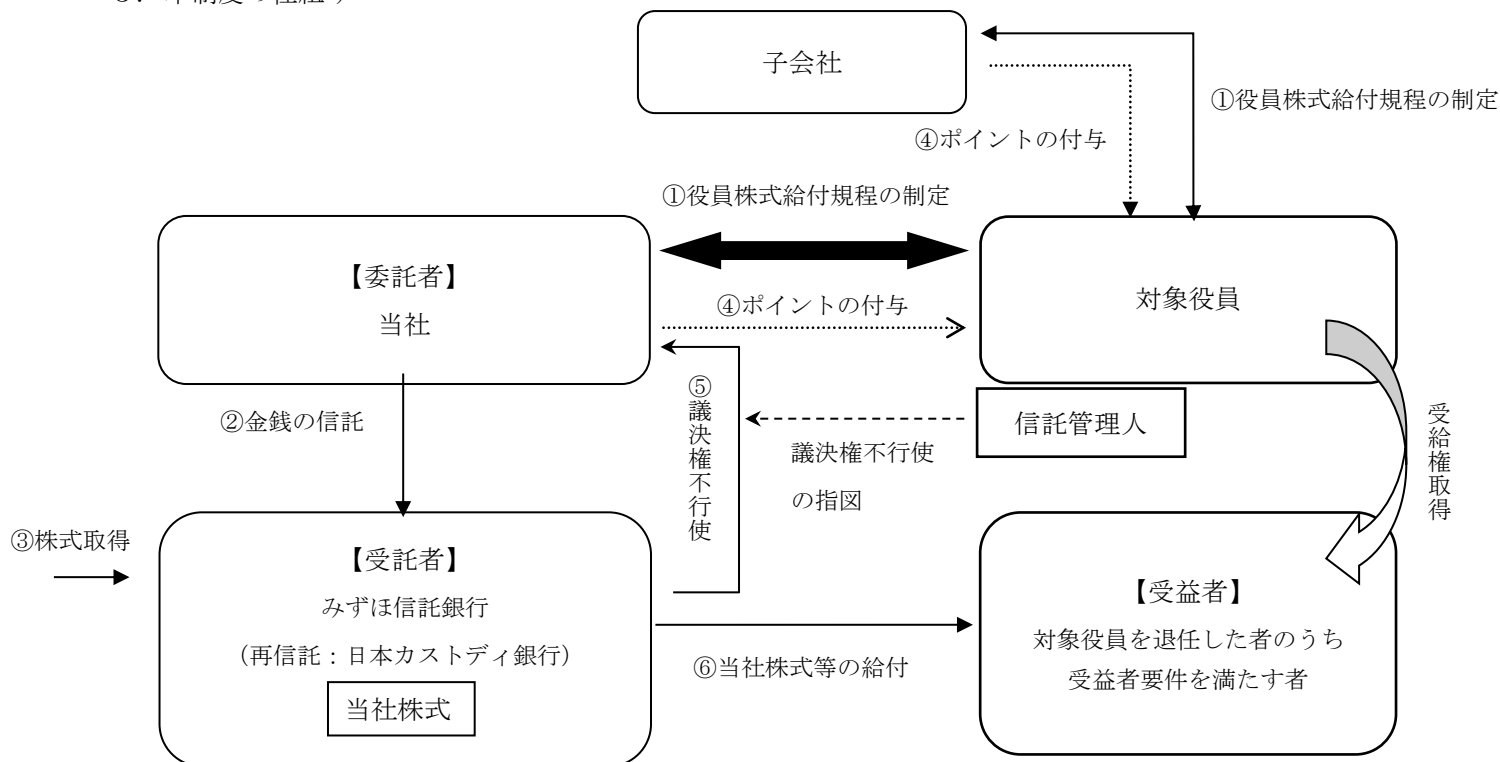 子会社
①役員株式給付規程の制定
④ポイントの付与
①役員株式給付規程の制定
【委託者】
当社
④ポイントの付与
対象役員
②金銭の信託
⑤議決権不行使
信託管理人
議決権不行使
の指図
受給権取得
③株式取得
【受託者】
みずほ信託銀行
(再信託:日本カストディ銀行)
当社株式
⑥当社株式等の給付
【受益者】
対象役員を退任した者のうち
受益者要件を満たす者